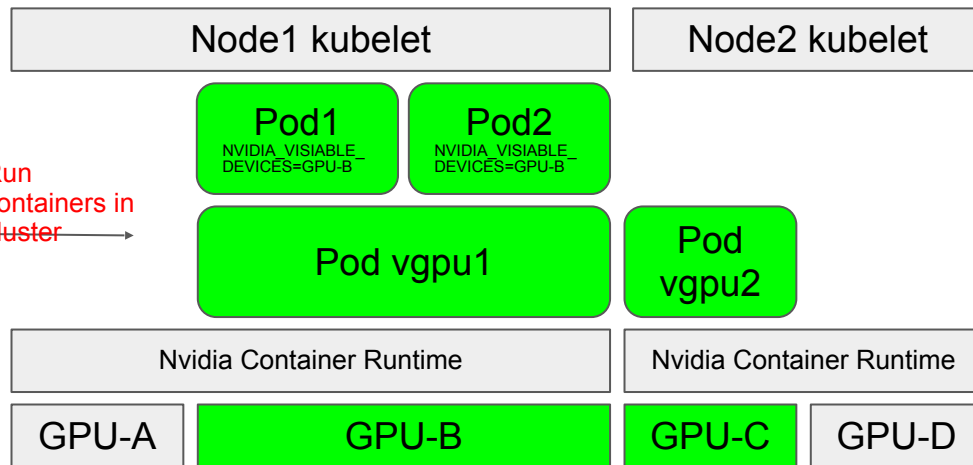 Node1 kubelet
Node2 kubelet
Pod1
NVIDIA_VISIABLE_
DEVICES=GPU-B
Pod2
NVIDIA_VISIABLE_
DEVICES=GPU-B
in
Pod vgpu1
Pod
vgpu2
Nvidia Container Runtime
Nvidia Container Runtime
GPU-A
GPU-B
GPU-C
GPU-D